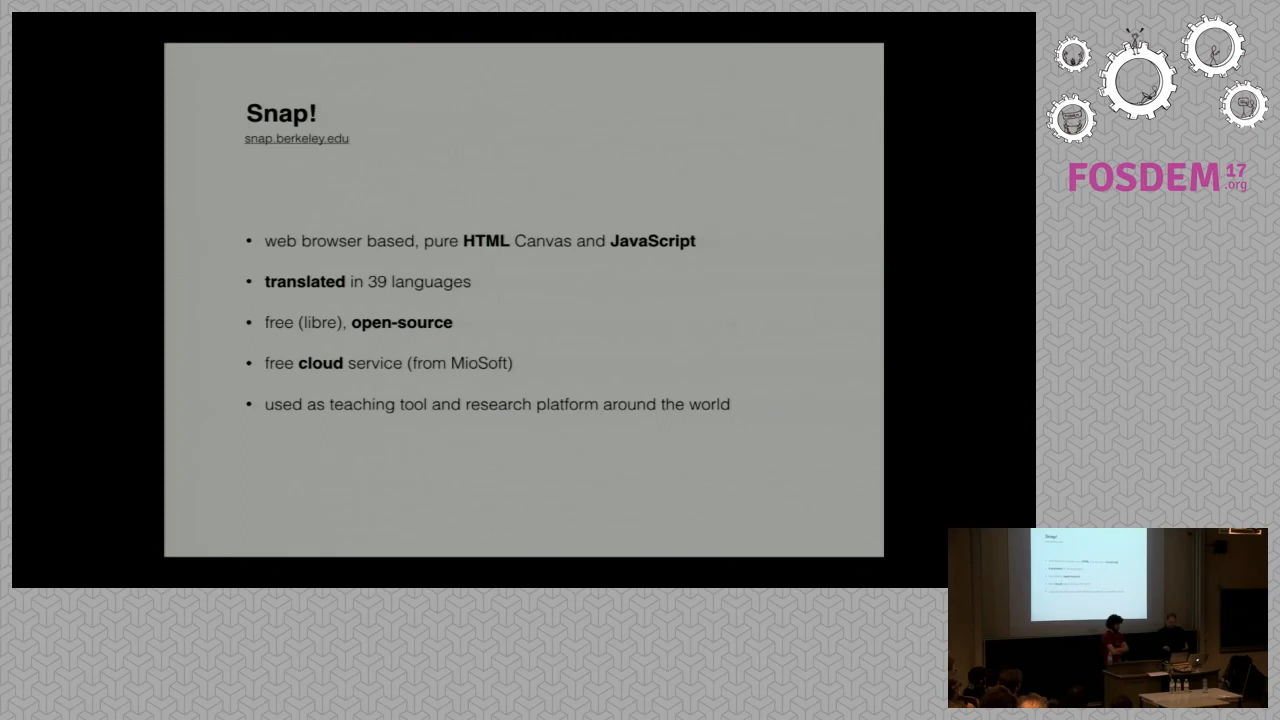 Snap!
snap.berkeley.edu
• web browser based, pure HTML Canvas and JavaScript
• translated in 39 languages
• free (libre), open-source
• free cloud service (from MioSoft)
• used as teaching tool and research platform around the world
FOSDEM 17
.org
Snap!